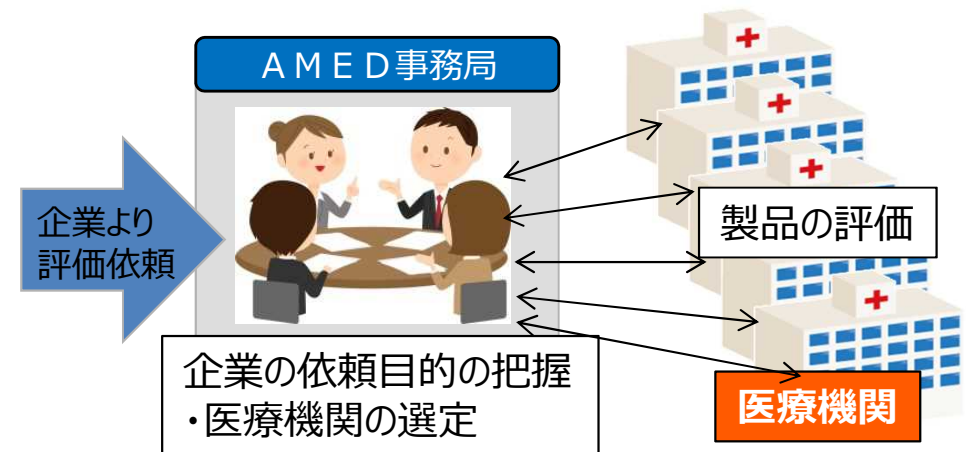 ＡＭＥＤ事務局
企業より
評価依頼
製品の評価
企業の依頼目的の把握
・医療機関の選定
医療機関